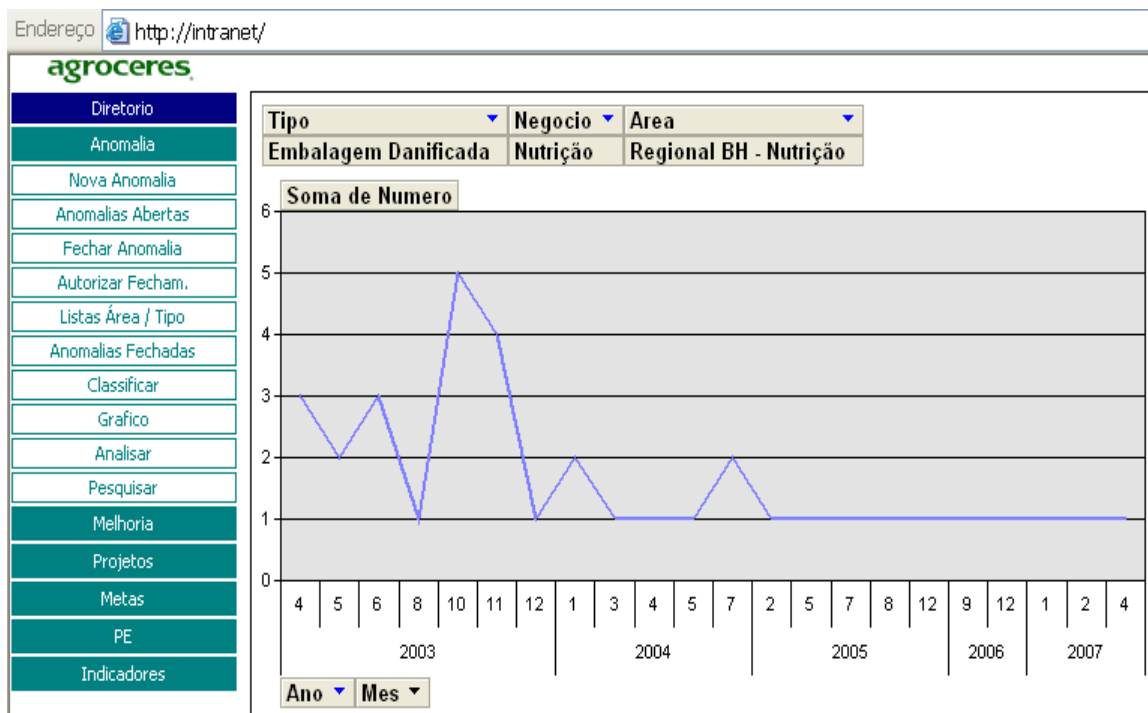 Endereço http://intranet/
agroceres
Diretorio
Anomalia
Nova Anomalia
Anomalias Abertas
Fechar Anomalia
Autorizar Fecham.
Listas Área / Tipo
Anomalias Fechadas
Classificar
Grafico
Analisar
Pesquisar
Melhoria
Projetos
Metas
PE
Indicadores
Tipo Negocio Area
Embalagem Danificada Nutrição Regional BH - Nutrição
Soma de Numero
6
5
4
3
2
1
0
4 5 6 8 10 11 12 1 3 4 5 7 2 5 7 8 12 9 12 1 2 4
2003 2004 2005 2006 2007
Ano Mes